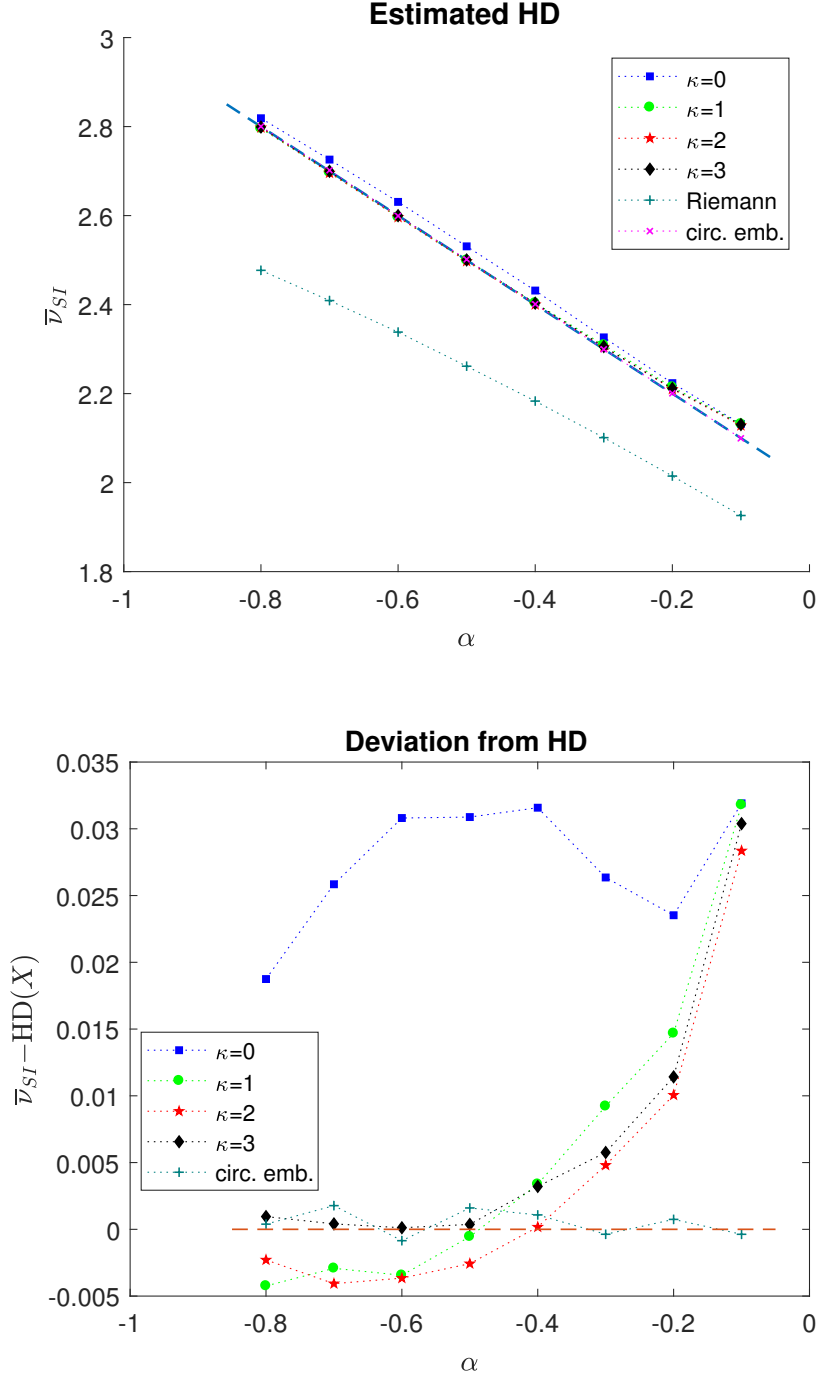 Estimated HD
3
2.8
2.6
2.4
2.2
2
1.8
ν̅_SI
κ=0
κ=1
κ=2
κ=3
Riemann
circ. emb.
-1 -0.8 -0.6 -0.4 -0.2 0
α
Deviation from HD
0.035
0.03
0.025
0.02
0.015
0.01
0.005
0
-0.005
ν̅_SI−HD(X)
κ=0
κ=1
κ=2
κ=3
circ. emb.
-1 -0.8 -0.6 -0.4 -0.2 0
α